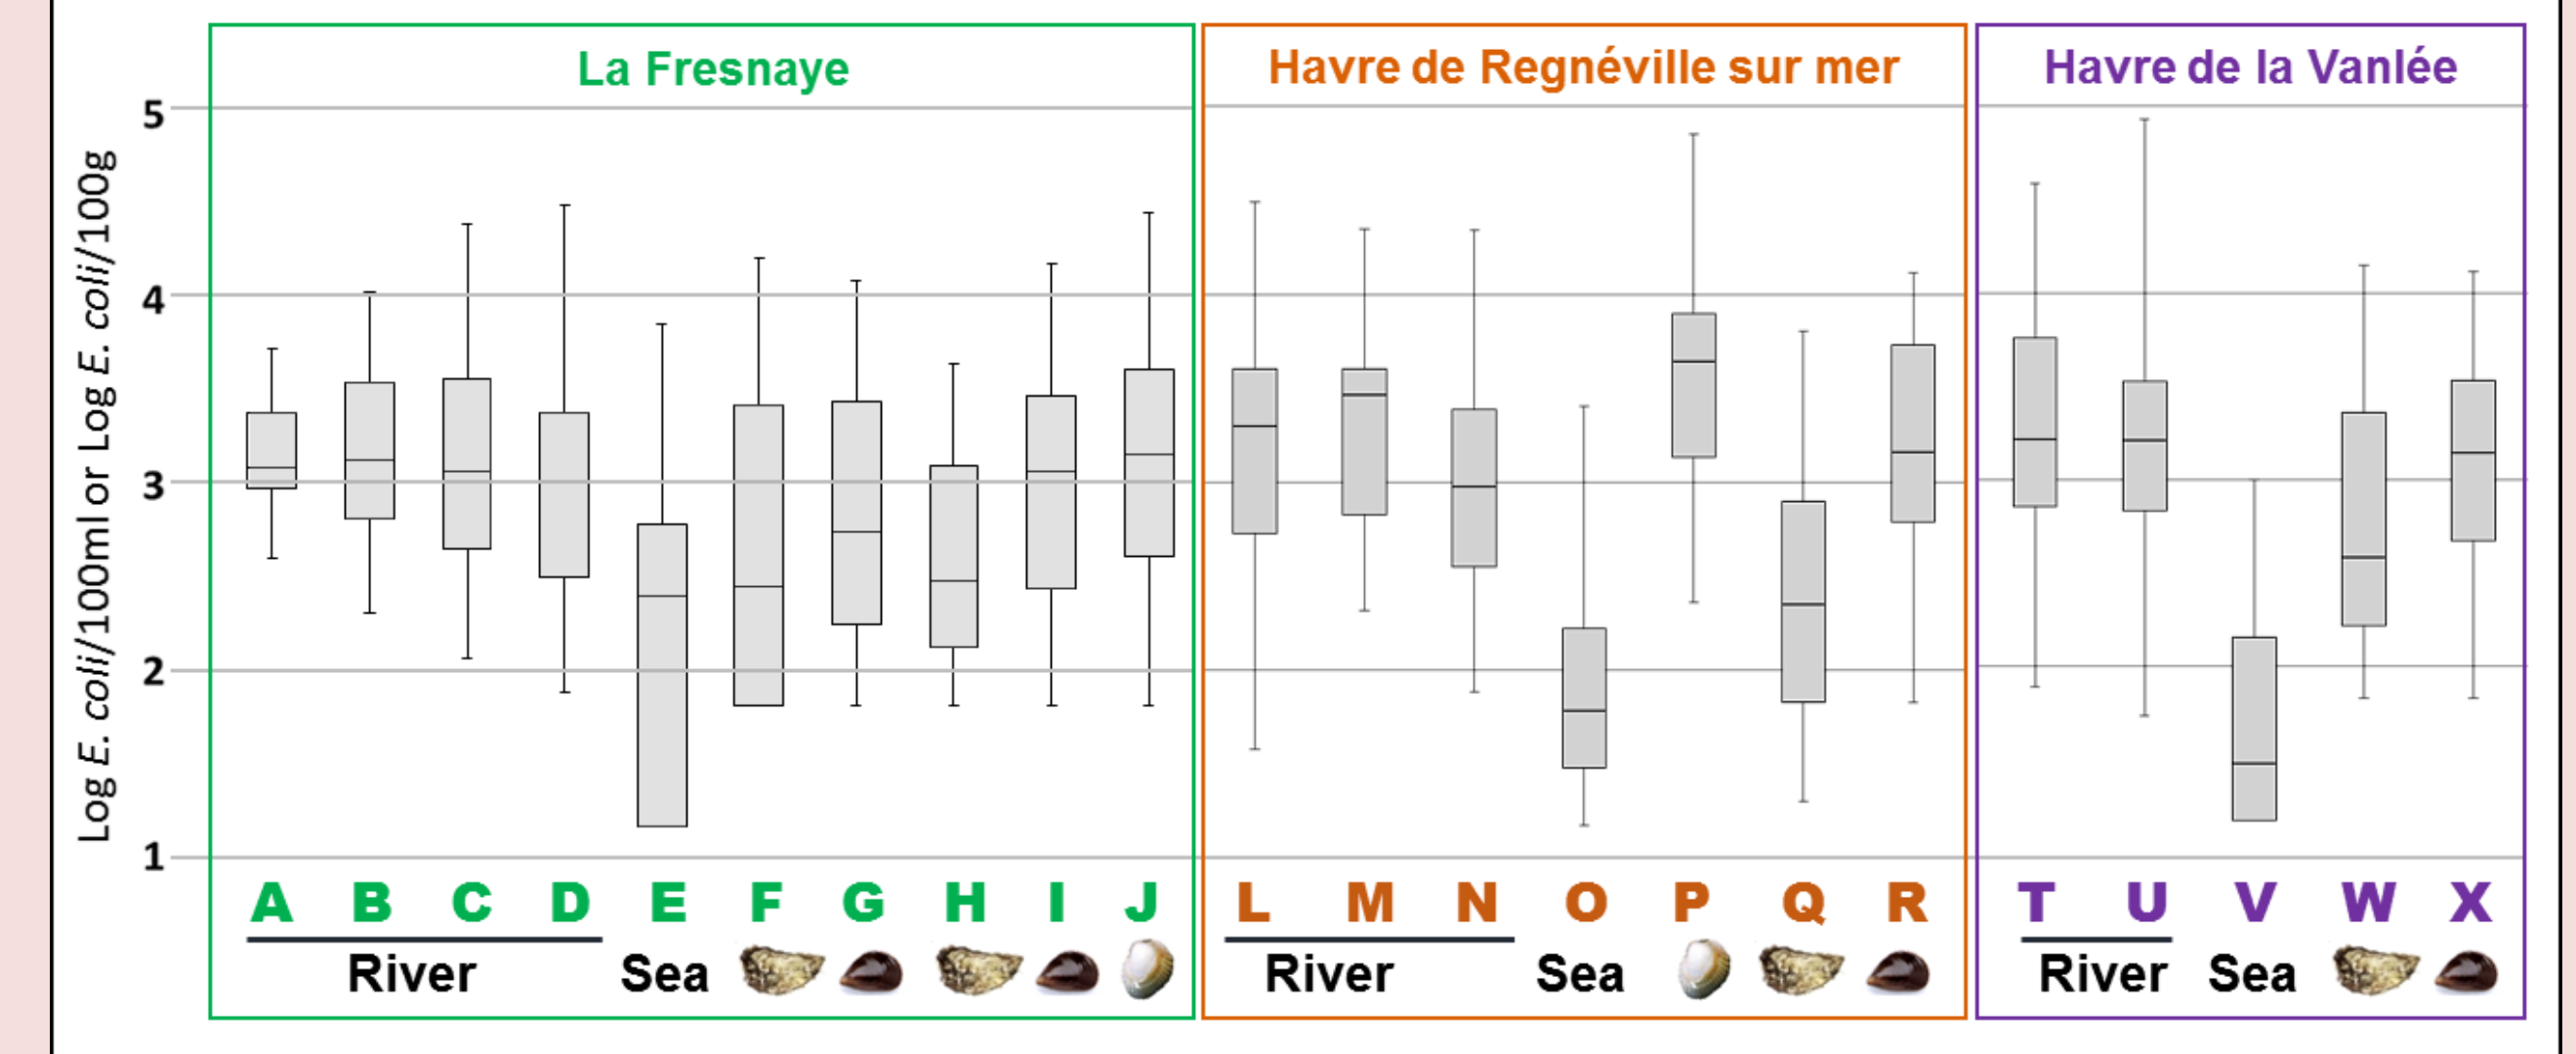 La Fresnaye
Havre de Regnéville sur mer
Havre de la Vanlée
Log E. coli/100ml or Log E. coli/100g
5
4
3
2
1
A B C D E F G H I J
L M N O P Q R
T U V W X
River Sea
River Sea
River Sea